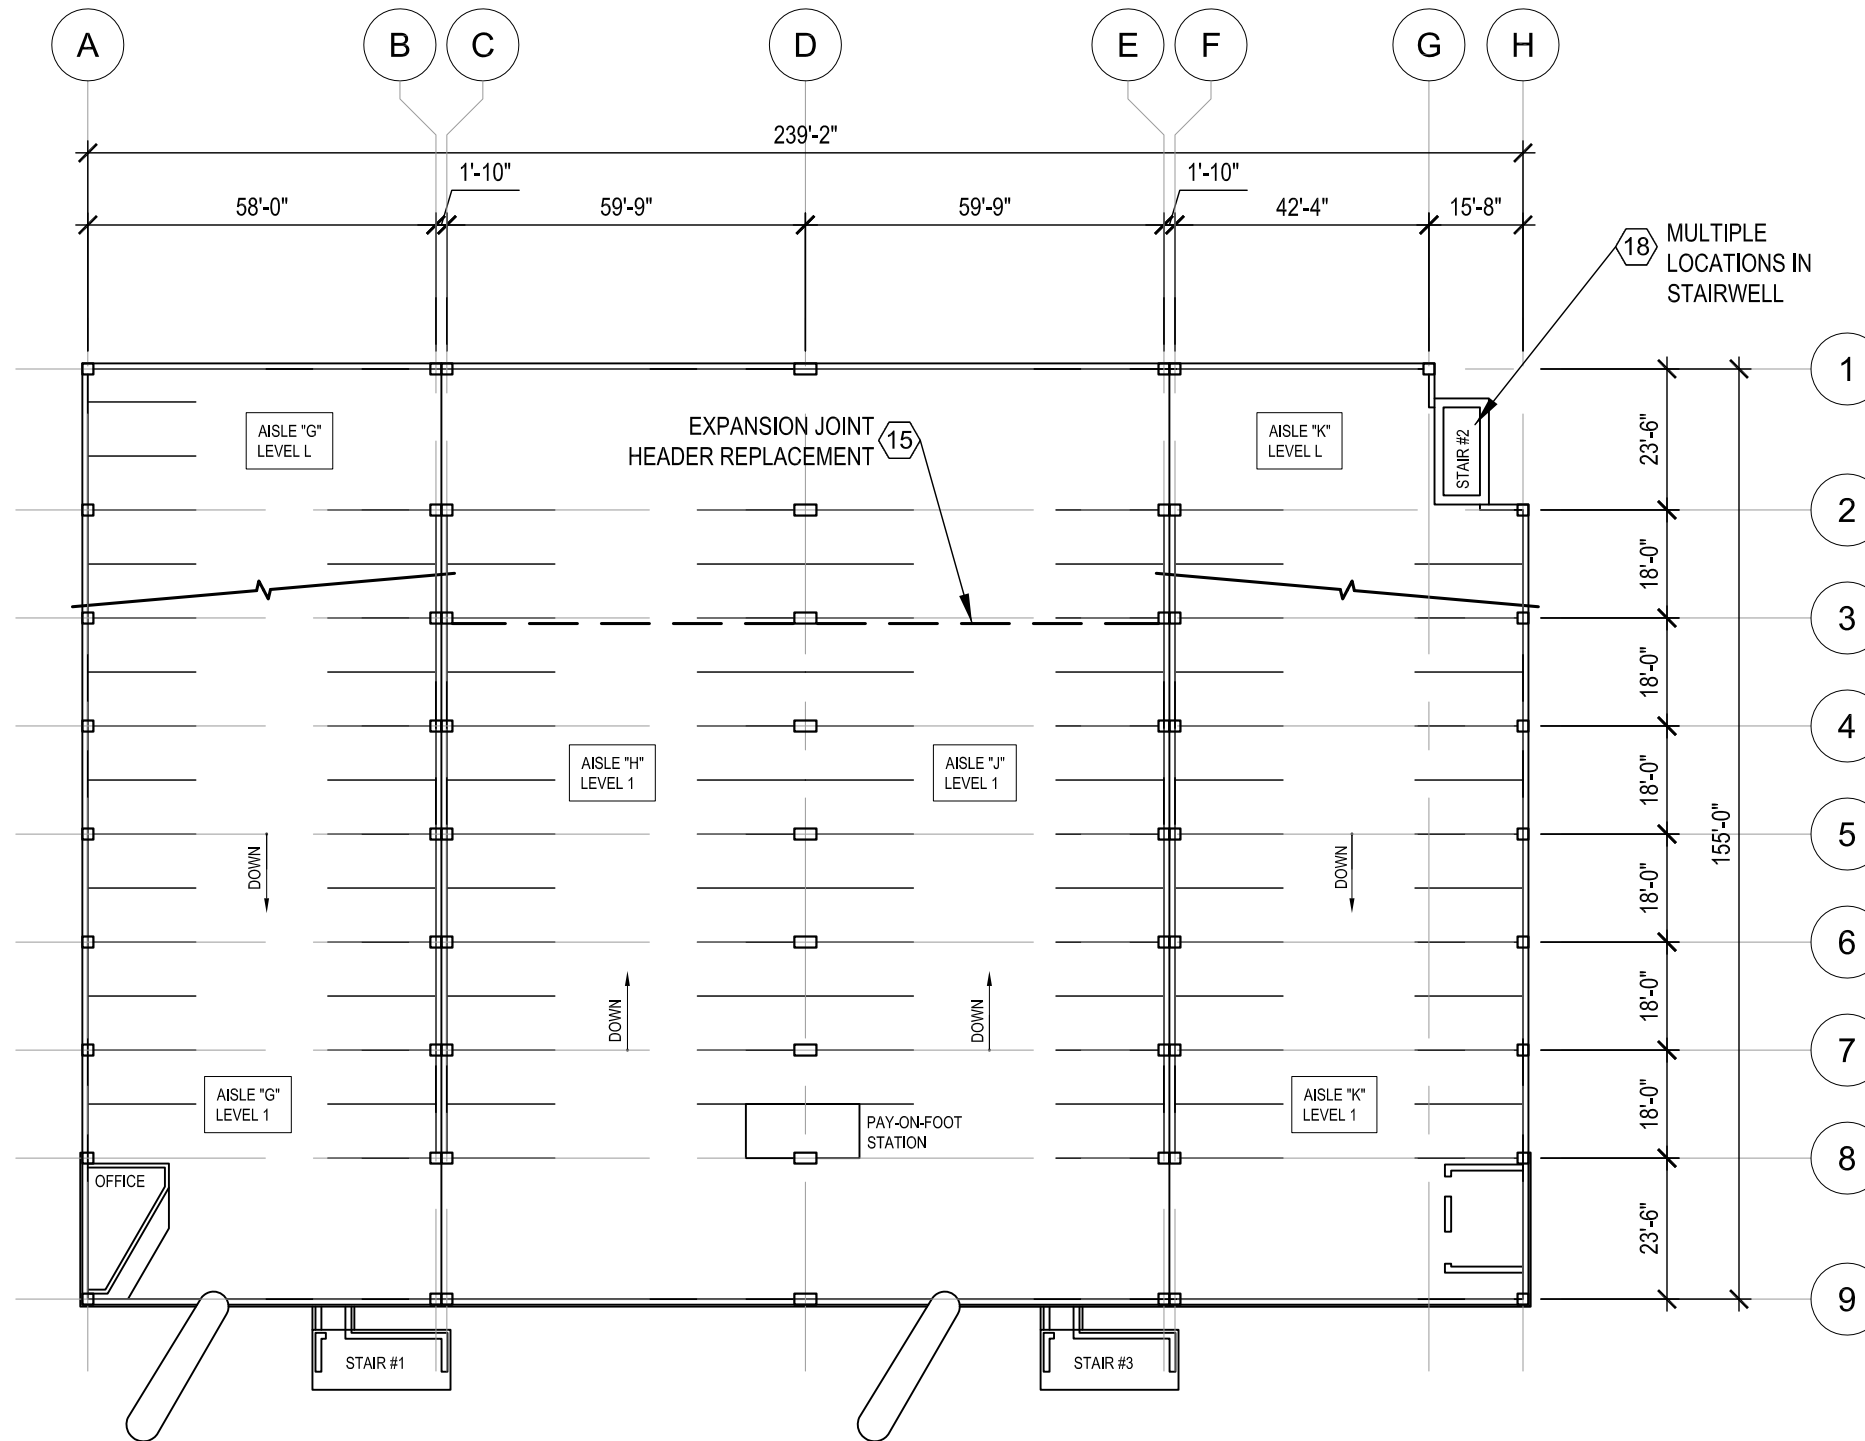 A B C D E F G H
239'-2"
1'-10" 1'-10"
58'-0" 59'-9" 59'-9" 42'-4" 15'-8"
18 MULTIPLE
LOCATIONS IN
STAIRWELL
1
EXPANSION JOINT
HEADER REPLACEMENT
15
AISLE "G"
LEVEL L
AISLE "K"
LEVEL L
STAIR #2
23'-6"
2
18'-0"
3
18'-0"
4
AISLE "H"
LEVEL 1
AISLE "J"
LEVEL 1
18'-0"
155'-0"
5
DOWN
DOWN
18'-0"
6
DOWN
DOWN
18'-0"
7
AISLE "G"
LEVEL 1
AISLE "K"
LEVEL 1
18'-0"
PAY-ON-FOOT
STATION
8
OFFICE
23'-6"
9
STAIR #1
STAIR #3